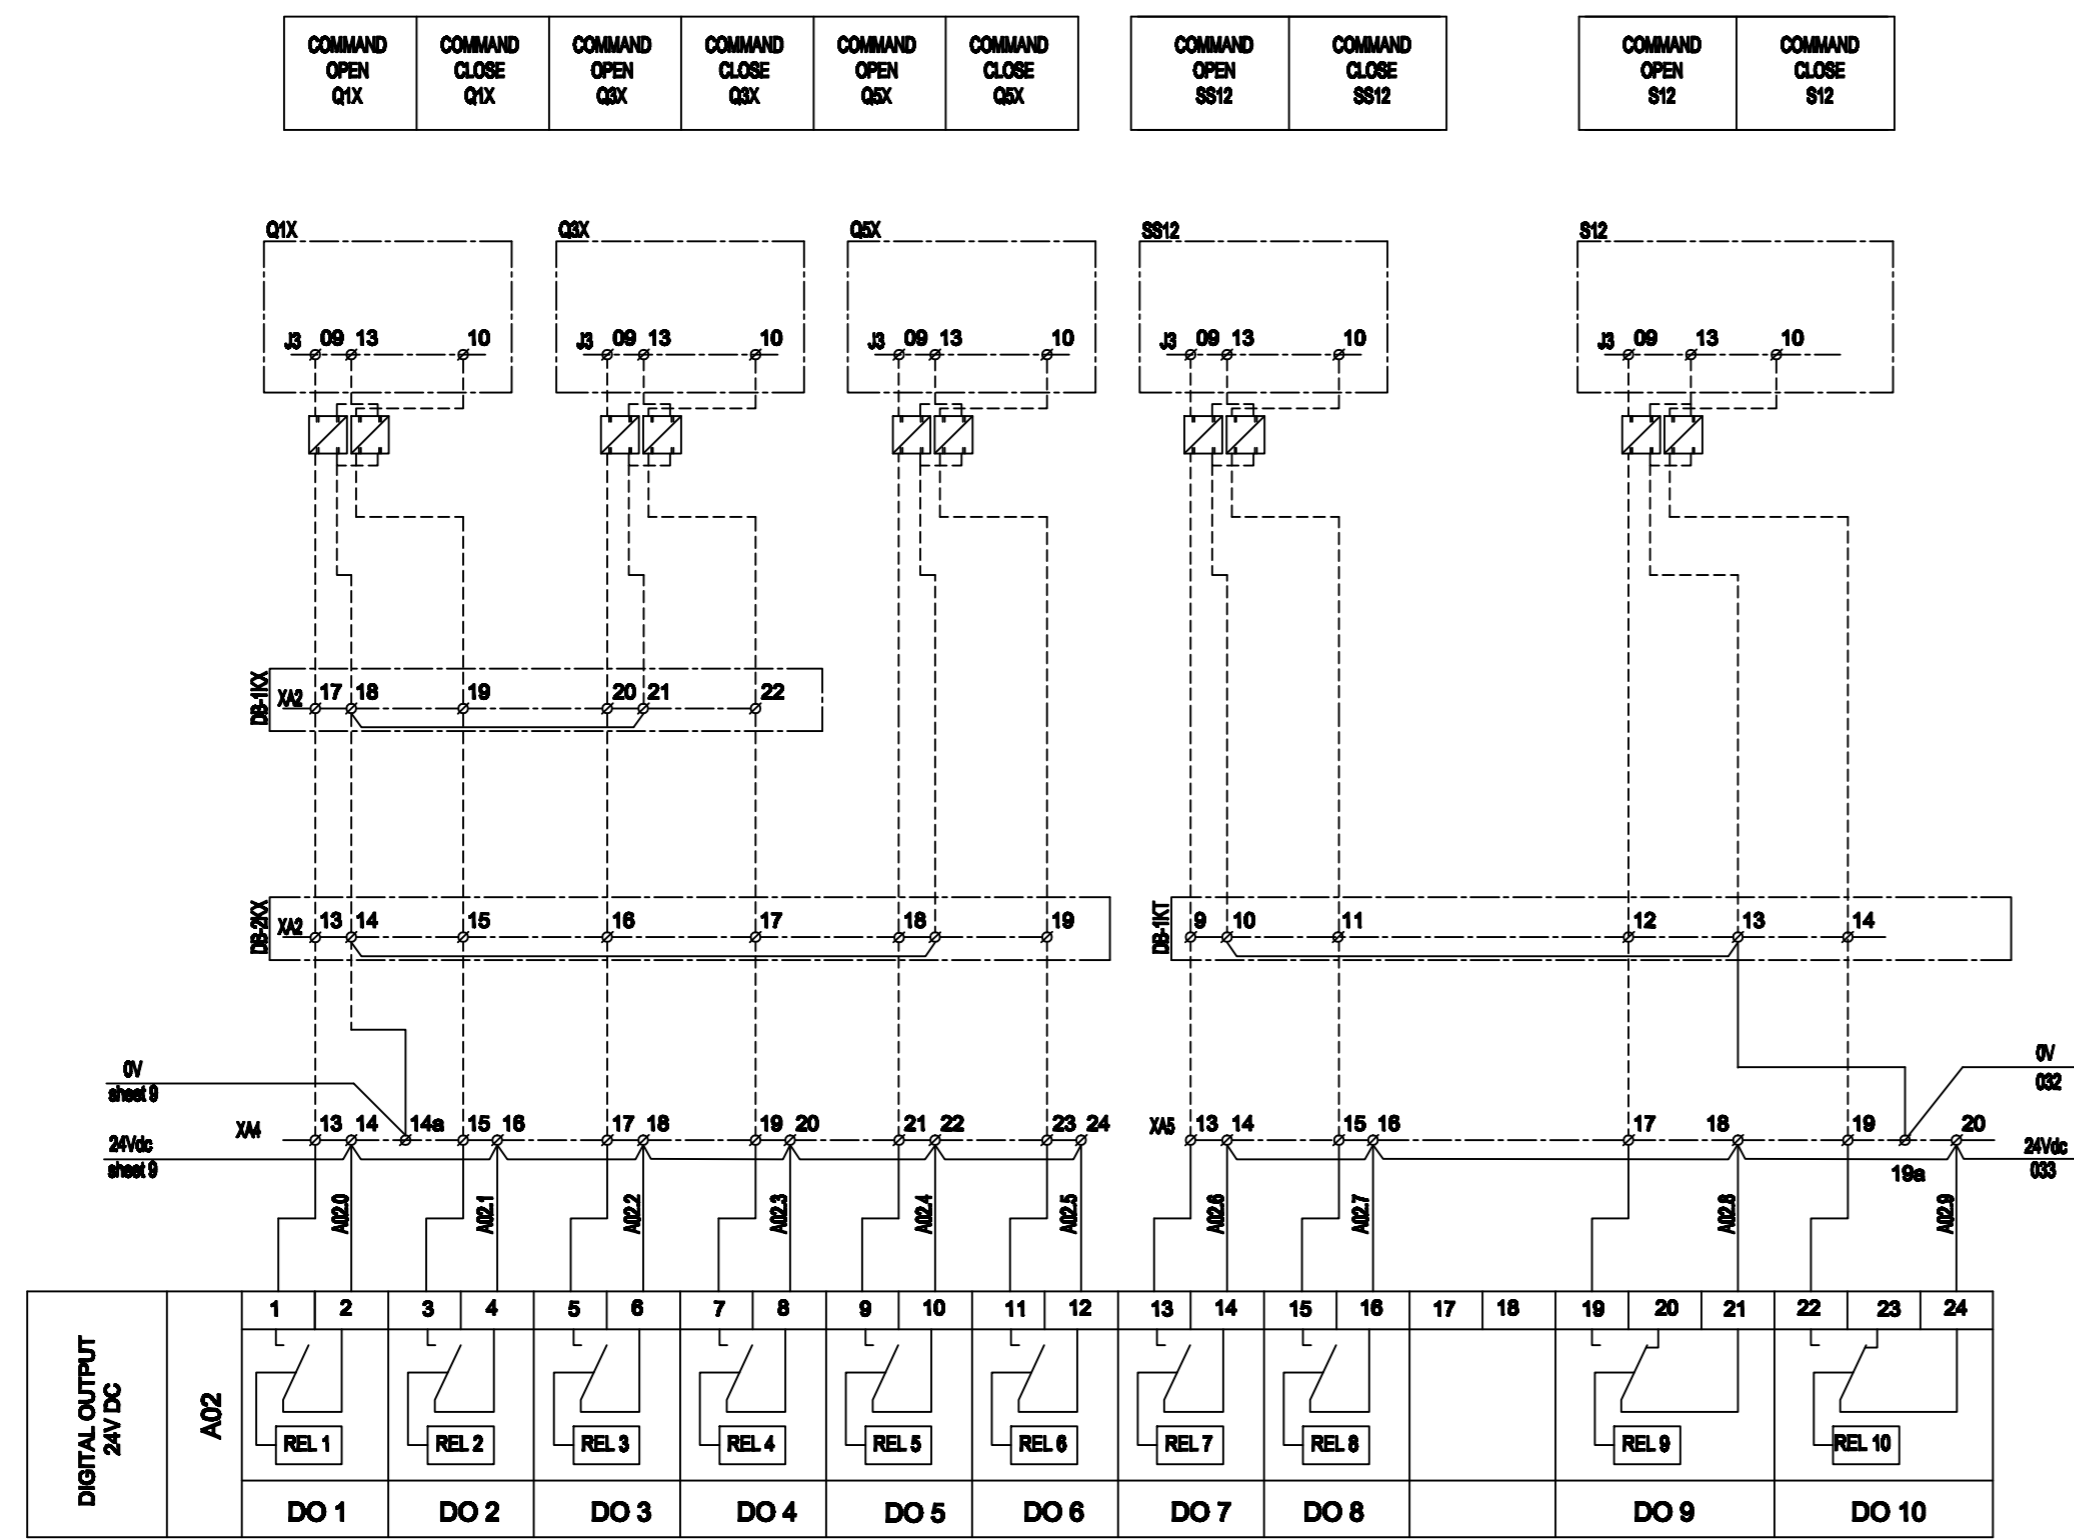 COMMAND OPEN Q1X
COMMAND CLOSE Q1X
COMMAND OPEN Q3X
COMMAND CLOSE Q3X
COMMAND OPEN Q5X
COMMAND CLOSE Q5X
COMMAND OPEN SS12
COMMAND CLOSE SS12
COMMAND OPEN S12
COMMAND CLOSE S12
Q1X
Q3X
Q5X
SS12
S12
J3 09 13 10
J3 09 13 10
J3 09 13 10
J3 09 13 10
J3 09 13 10
DB-1KX
XA2 17 18 19 20 21 22
DB-2KX
XA2 13 14 15 16 17 18 19
DB-1KT
9 10 11 12 13 14
0V
sheet 9
24Vdc
sheet 9
XA4 13 14 14a 15 16 17 18 19 20 21 22 23 24
XA5 13 14 15 16 17 18 19 19a 20
0V
032
24Vdc
033
A02.0
A02.1
A02.2
A02.3
A02.4
A02.5
A02.6
A02.7
A02.8
A02.9
DIGITAL OUTPUT
24V DC
A02
1 2 3 4 5 6 7 8 9 10 11 12 13 14 15 16 17 18 19 20 21 22 23 24
REL 1
REL 2
REL 3
REL 4
REL 5
REL 6
REL 7
REL 8
REL 9
REL 10
DO 1
DO 2
DO 3
DO 4
DO 5
DO 6
DO 7
DO 8
DO 9
DO 10